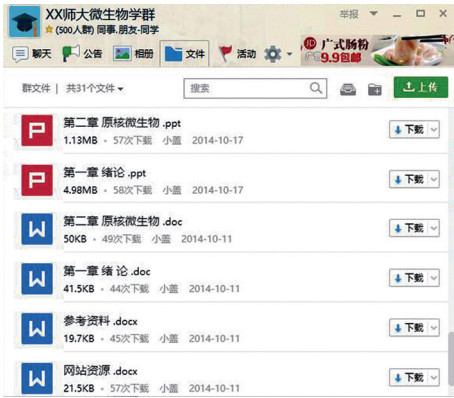 XX师大微生物学群
举报
(500人群) 同事.朋友-同学
聊天 公告 相册 文件 活动
广式肠粉
9.9包邮
群文件 | 共31个文件
搜索
上传
第二章 原核微生物 .ppt
1.13MB • 57次下载 小盖 2014-10-17
下载
第一章 绪论 .ppt
4.98MB • 58次下载 小盖 2014-10-17
下载
第二章 原核微生物 .doc
50KB • 49次下载 小盖 2014-10-11
下载
第一章 绪 论 .doc
41.5KB • 44次下载 小盖 2014-10-11
下载
参考资料 .docx
19.7KB • 45次下载 小盖 2014-10-11
下载
网站资源 .docx
21.5KB • 57次下载 小盖 2014-10-11
下载